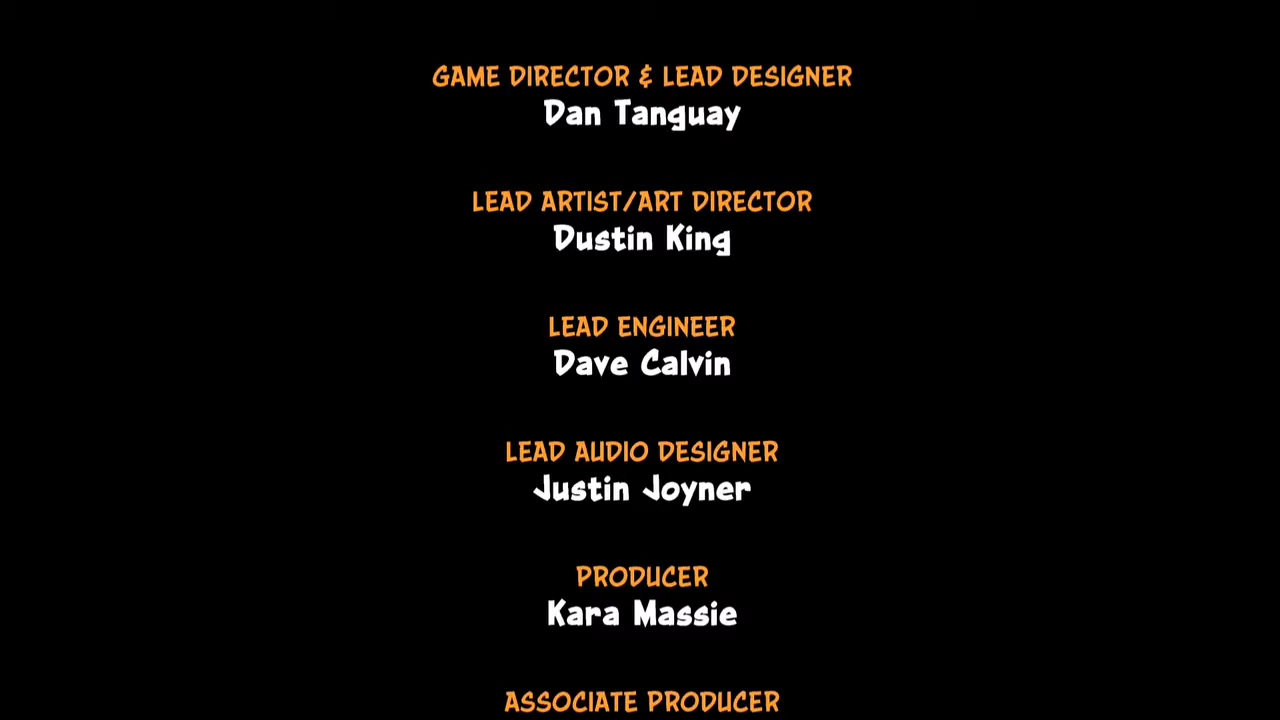 GAME DIRECTOR & LEAD DESIGNER
Dan Tanguay
LEAD ARTIST/ART DIRECTOR
Dustin King
LEAD ENGINEER
Dave Calvin
LEAD AUDIO DESIGNER
Justin Joyner
PRODUCER
Kara Massie
ASSOCIATE PRODUCER